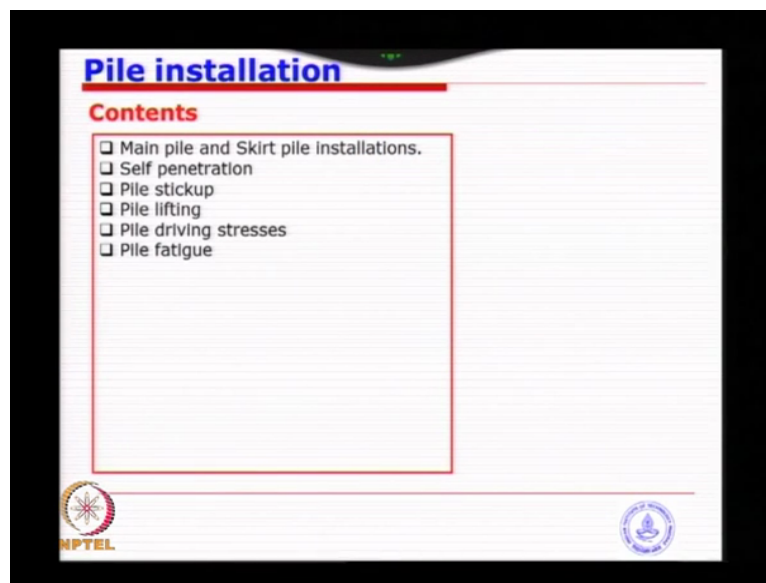 Pile installation
Contents
❑ Main pile and Skirt pile installations.
❑ Self penetration
❑ Pile stickup
❑ Pile lifting
❑ Pile driving stresses
❑ Pile fatigue
NPTEL